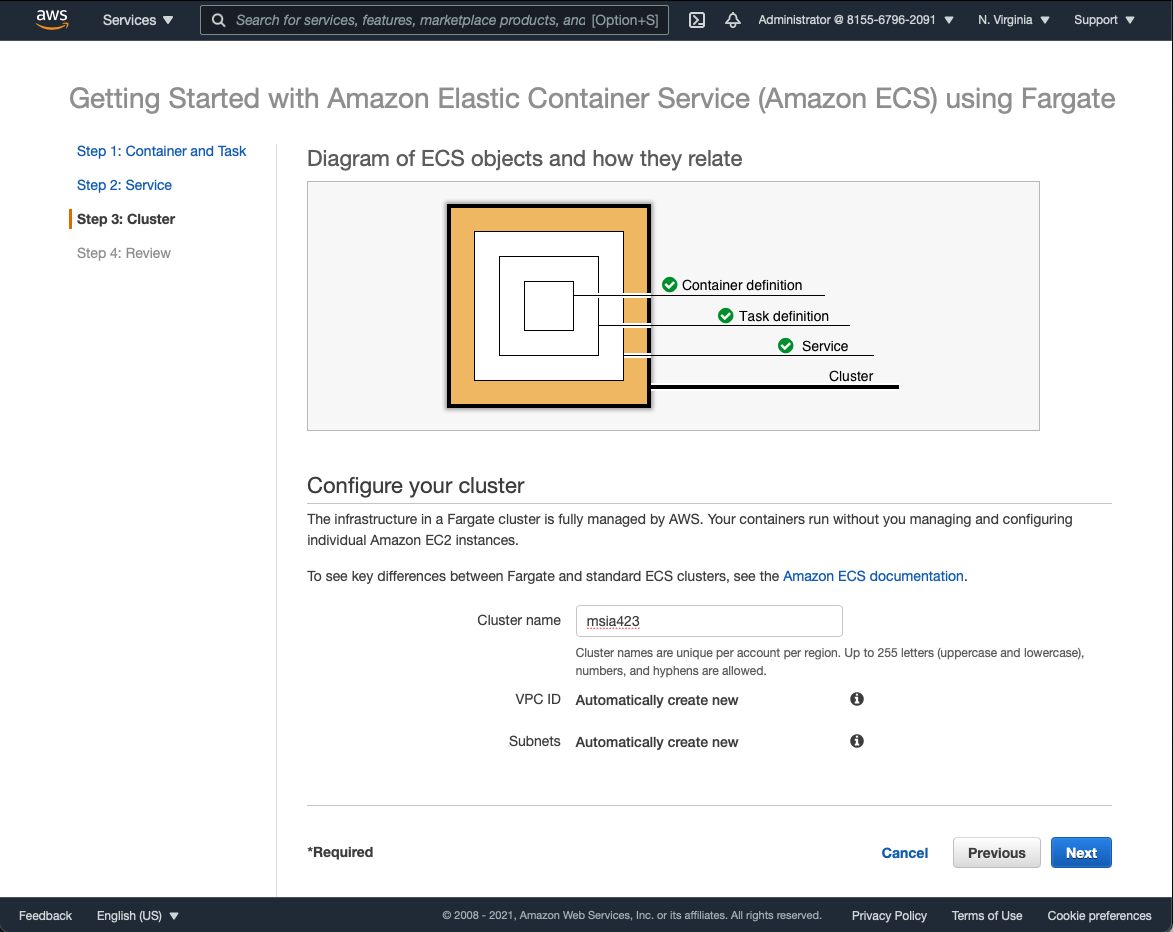 aws Services ▼ Search for services, features, marketplace products, anc [Option+S] Administrator @ 8155-6796-2091 ▼ N. Virginia ▼ Support ▼
Getting Started with Amazon Elastic Container Service (Amazon ECS) using Fargate
Step 1: Container and Task
Step 2: Service
Step 3: Cluster
Step 4: Review
Diagram of ECS objects and how they relate
Container definition
Task definition
Service
Cluster
Configure your cluster
The infrastructure in a Fargate cluster is fully managed by AWS. Your containers run without you managing and configuring
individual Amazon EC2 instances.
To see key differences between Fargate and standard ECS clusters, see the Amazon ECS documentation.
Cluster name msia423
Cluster names are unique per account per region. Up to 255 letters (uppercase and lowercase),
numbers, and hyphens are allowed.
VPC ID Automatically create new
Subnets Automatically create new
*Required Cancel Previous Next
Feedback English (US) ▼ © 2008 - 2021, Amazon Web Services, Inc. or its affiliates. All rights reserved. Privacy Policy Terms of Use Cookie preferences